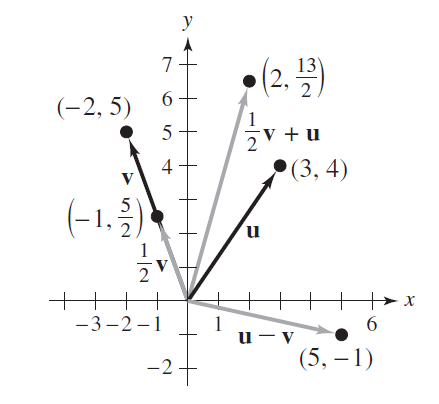 y
7
(2, 13/2)
6
(-2, 5)
1/2 v + u
5
4
(3, 4)
v
(-1, 5/2)
u
1/2 v
x
-3 -2 -1
1
6
u - v
(5, -1)
-2